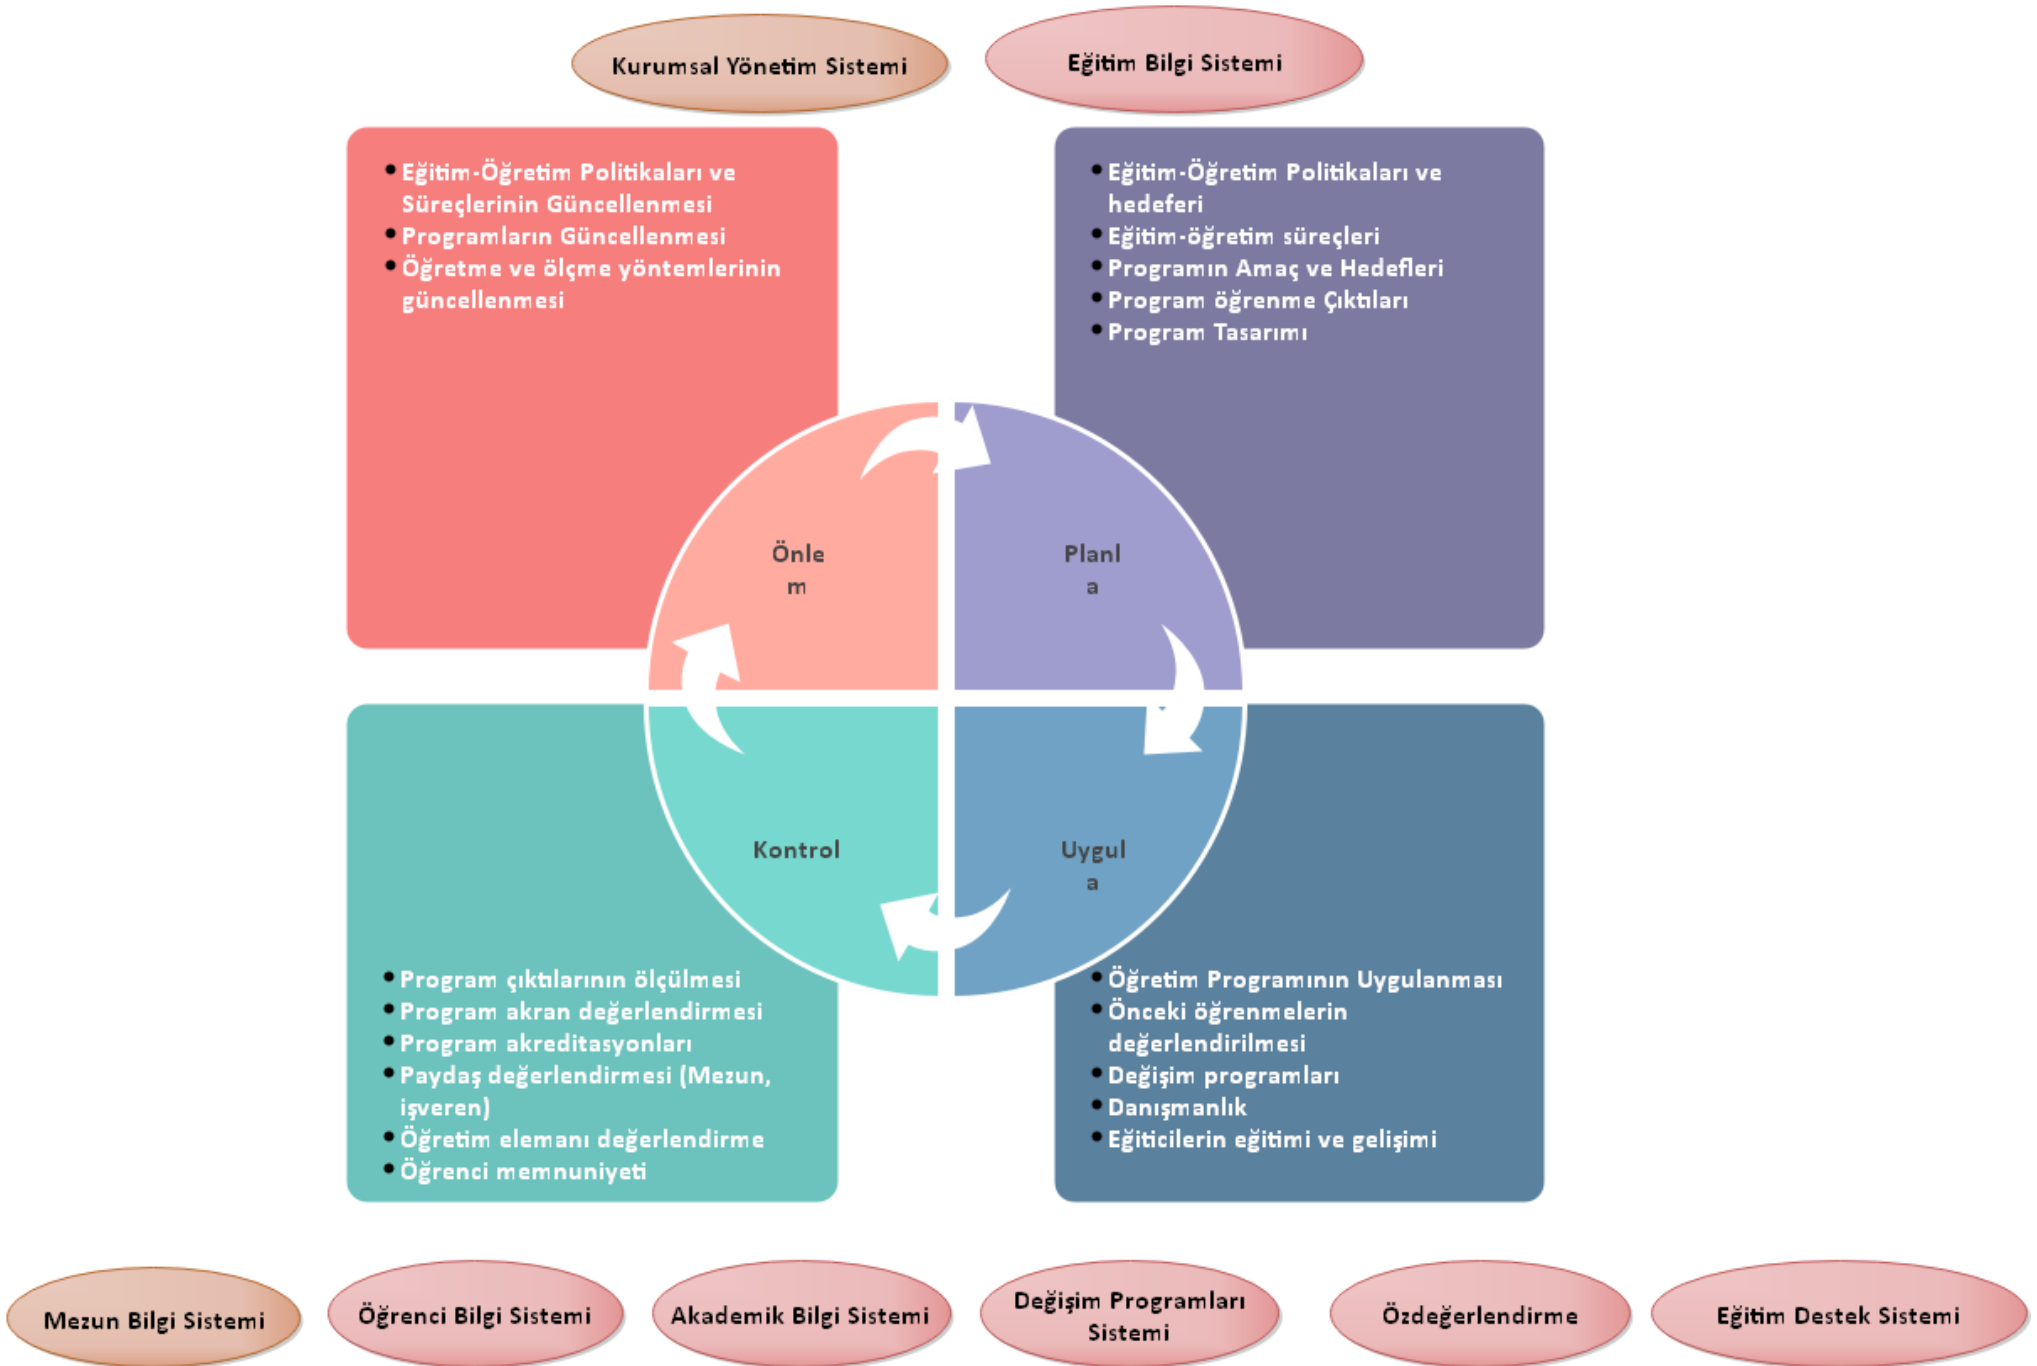 Kurumsal Yönetim Sistemi
Eğitim Bilgi Sistemi
• Eğitim-Öğretim Politikaları ve
Süreçlerinin Güncellenmesi
• Programların Güncellenmesi
• Öğretme ve ölçme yöntemlerinin
güncellenmesi
• Eğitim-Öğretim Politikaları ve
hedeferi
• Eğitim-öğretim süreçleri
• Programın Amaç ve Hedefleri
• Program öğrenme Çıktıları
• Program Tasarımı
Önle
m
Planl
a
Kontrol
Uygul
a
• Program çıktılarının ölçülmesi
• Program akran değerlendirmesi
• Program akreditasyonları
• Paydaş değerlendirmesi (Mezun,
işveren)
• Öğretim elemanı değerlendirme
• Öğrenci memnuniyeti
• Öğretim Programının Uygulanması
• Önceki öğrenmelerin
değerlendirilmesi
• Değişim programları
• Danışmanlık
• Eğiticilerin eğitimi ve gelişimi
Mezun Bilgi Sistemi
Öğrenci Bilgi Sistemi
Akademik Bilgi Sistemi
Değişim Programları
Sistemi
Özdeğerlendirme
Eğitim Destek Sistemi